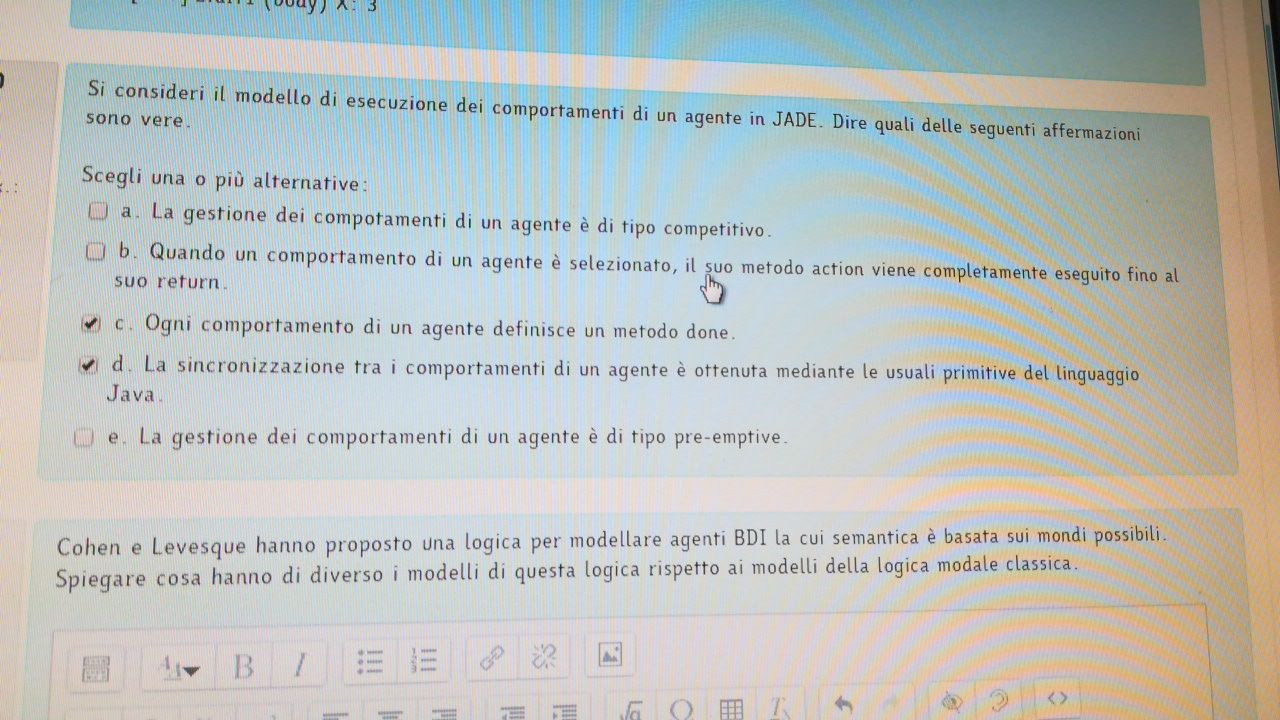 (body) X: 3
Si consideri il modello di esecuzione dei comportamenti di un agente in JADE. Dire quali delle seguenti affermazioni
sono vere.
Scegli una o più alternative:
a. La gestione dei compotamenti di un agente è di tipo competitivo.
b. Quando un comportamento di un agente è selezionato, il suo metodo action viene completamente eseguito fino al
suo return.
c. Ogni comportamento di un agente definisce un metodo done.
d. La sincronizzazione tra i comportamenti di un agente è ottenuta mediante le usuali primitive del linguaggio
Java.
e. La gestione dei comportamenti di un agente è di tipo pre-emptive.
Cohen e Levesque hanno proposto una logica per modellare agenti BDI la cui semantica è basata sui mondi possibili.
Spiegare cosa hanno di diverso i modelli di questa logica rispetto ai modelli della logica modale classica.
B I